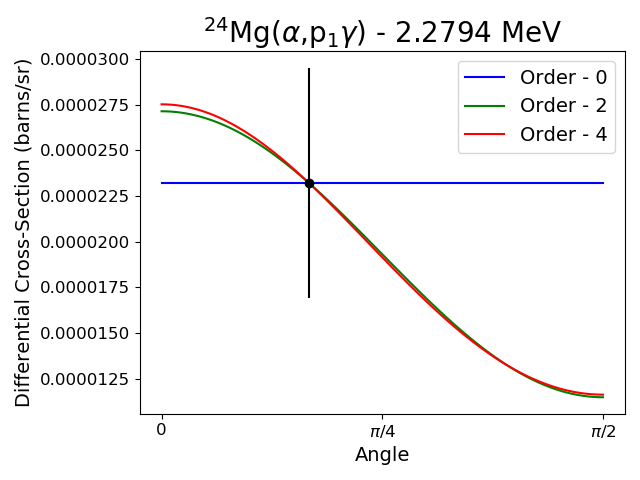 ²⁴Mg(α,p₁γ) - 2.2794 MeV
Differential Cross-Section (barns/sr)
0.0000300
0.0000275
0.0000250
0.0000225
0.0000200
0.0000175
0.0000150
0.0000125
Order - 0
Order - 2
Order - 4
0
π/4
π/2
Angle